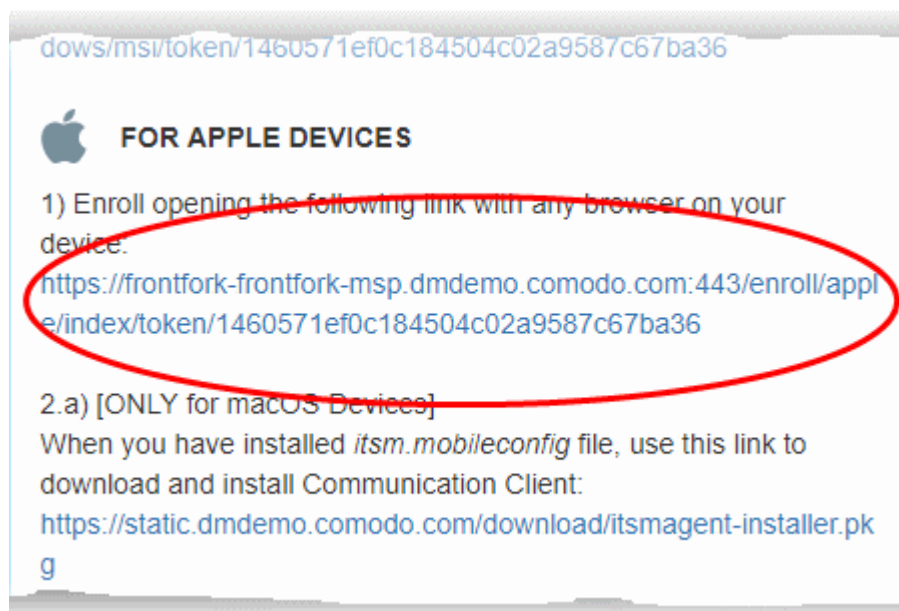 dows/msi/token/1460571ef0c184504c02a9587c67ba36
FOR APPLE DEVICES
1) Enroll opening the following link with any browser on your
device:
https://frontfork-frontfork-msp.dmdemo.comodo.com:443/enroll/appl
e/index/token/1460571ef0c184504c02a9587c67ba36
2.a) [ONLY for macOS Devices]
When you have installed itsm.mobileconfig file, use this link to
download and install Communication Client:
https://static.dmdemo.comodo.com/download/itsmagent-installer.pk
g